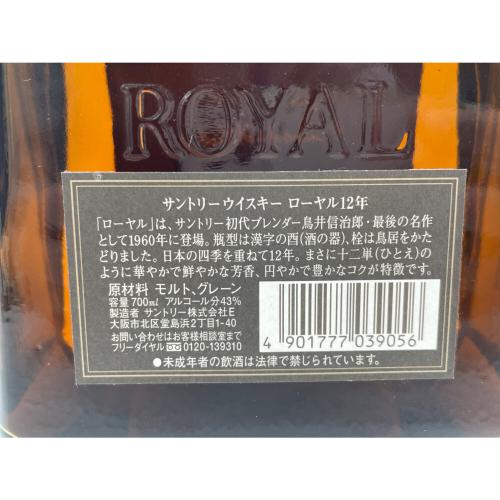 ROYAL
サントリーウイスキー ローヤル12年
「ローヤル」は、サントリー初代ブレンダー鳥井信治郎・最後の名作
として1960年に登場。瓶型は漢字の酉(酒の器)、栓は鳥居をかた
どりました。日本の四季を重ねて12年。まさに十二単(ひとえ)の
ように華やかで鮮やかな芳香、円やかで豊かなコクが特徴です。
原材料 モルト、グレーン
容量 700ml アルコール分43%
製造者 サントリー株式会社E
大阪市北区堂島浜2丁目1-40
お問い合わせはお客様相談室まで
フリーダイヤル 0120-139310
4 901777 039056
●未成年者の飲酒は法律で禁じられています。